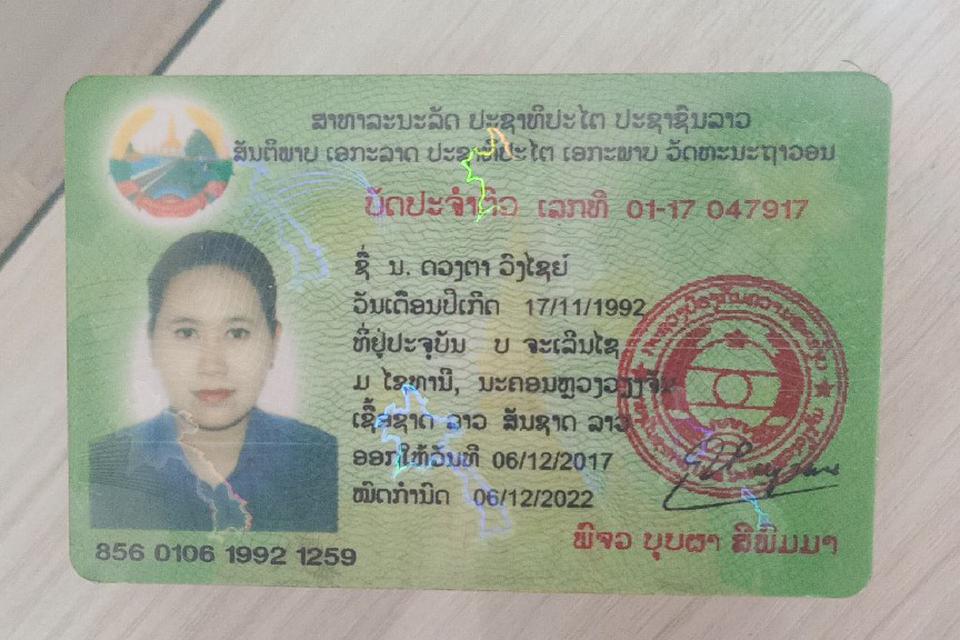 ສາທາລະນະລັດ ປະຊາທິປະໄຕ ປະຊາຊົນລາວ
ສັນຕິພາບ ເອກະລາດ ປະຊາທິປະໄຕ ເອກະພາບ ວັດທະນະຖາວອນ
ບັດປະຈຳຕົວ ເລກທີ 01-17 047917
ຊື່ ນ. ດວງຕາ ວົງໄຊຍ໌
ວັນເດືອນປີເກີດ 17/11/1992
ທີ່ຢູ່ປະຈຸບັນ ບ ຈະເລີນໄຊ
ມ ໄຊທານີ, ນະຄອນຫຼວງວຽງຈັນ
ເຊື້ອຊາດ ລາວ ສັນຊາດ ລາວ
ອອກໃຫ້ວັນທີ 06/12/2017
ໝົດກຳນົດ 06/12/2022
ພົຈວ ບຸບຜາ ສີພິມມາ
856 0106 1992 1259